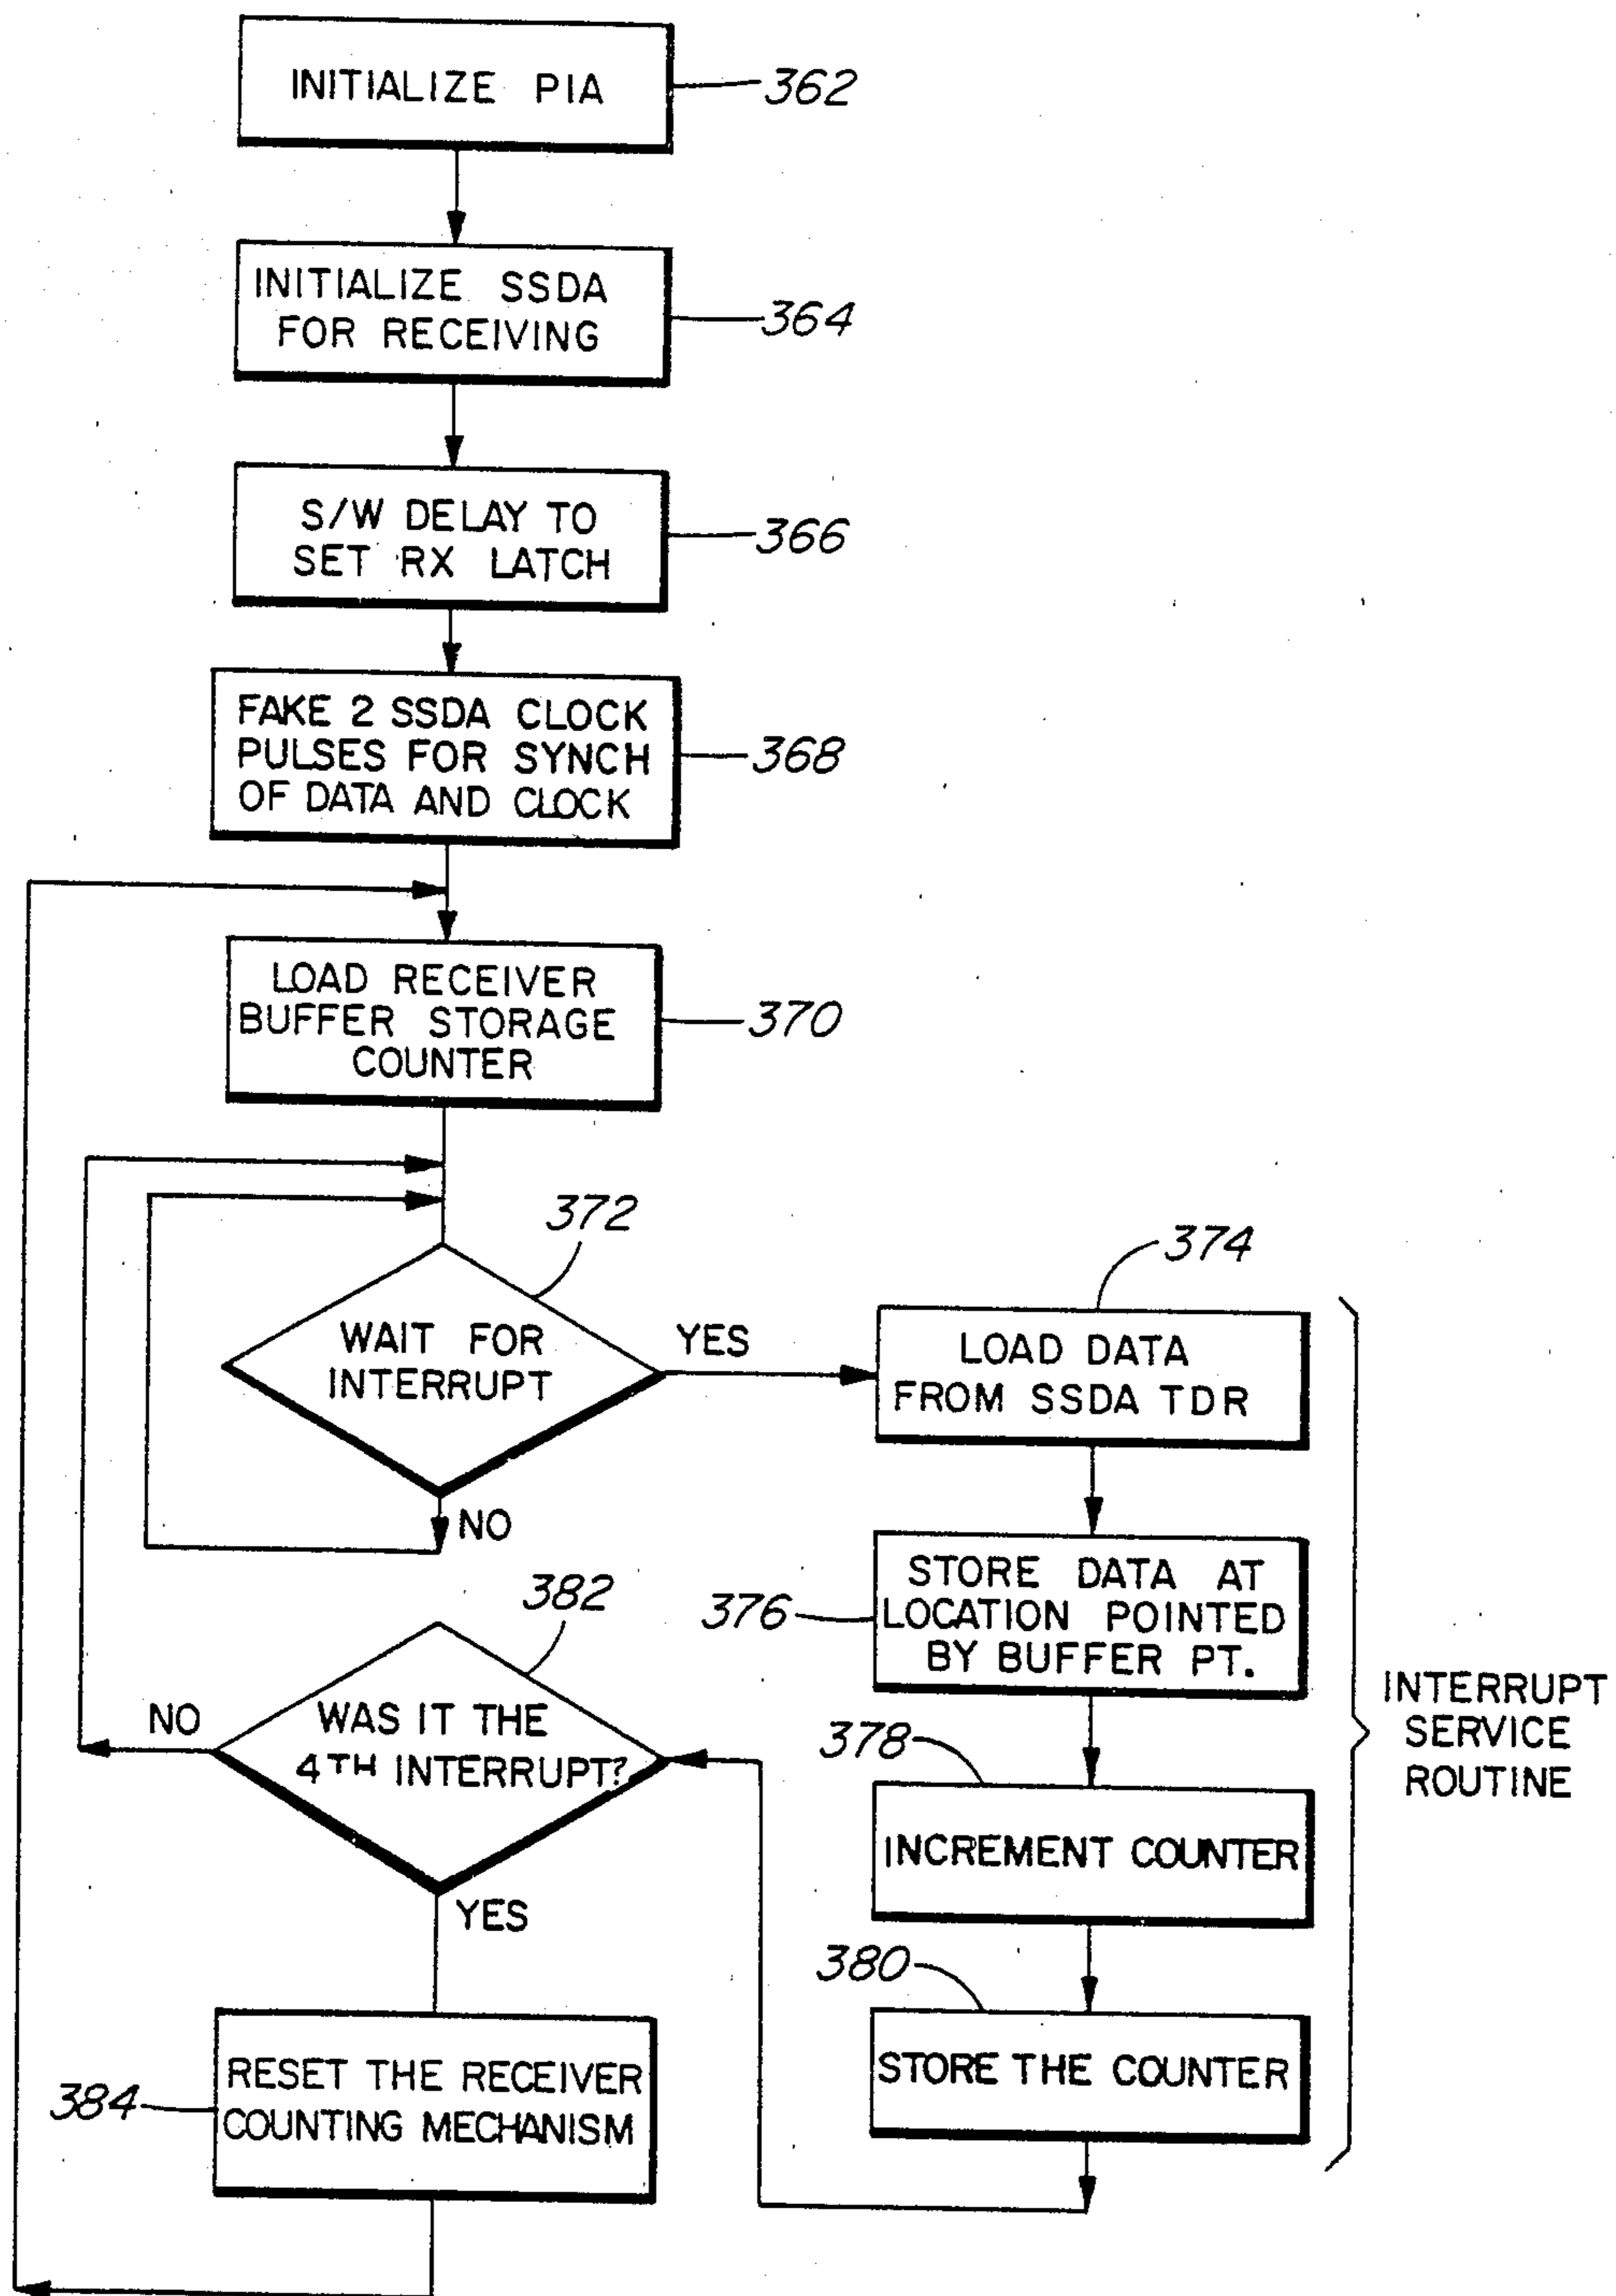 INITIALIZE PIA
362
INITIALIZE SSDA
FOR RECEIVING
364
S/W DELAY TO
SET RX LATCH
366
FAKE 2 SSDA CLOCK
PULSES FOR SYNCH
OF DATA AND CLOCK
368
LOAD RECEIVER
BUFFER STORAGE
COUNTER
370
372
WAIT FOR
INTERRUPT
YES
NO
374
LOAD DATA
FROM SSDA TDR
376
STORE DATA AT
LOCATION POINTED
BY BUFFER PT.
378
INCREMENT COUNTER
380
STORE THE COUNTER
INTERRUPT
SERVICE
ROUTINE
382
WAS IT THE
4TH INTERRUPT?
NO
YES
384
RESET THE RECEIVER
COUNTING MECHANISM